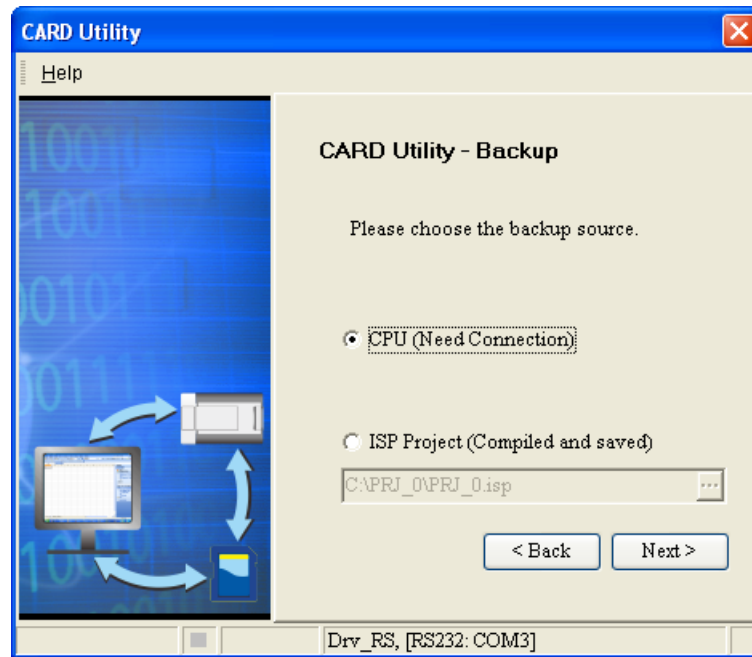 CARD Utility
Help
CARD Utility - Backup
Please choose the backup source.
CPU (Need Connection)
ISP Project (Compiled and saved)
C:\PRJ_0\PRJ_0.isp
...
< Back Next >
Drv_RS, [RS232: COM3]